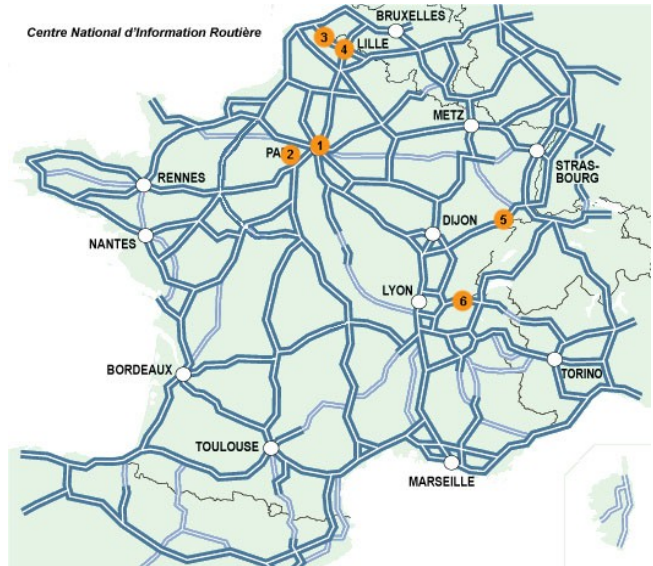 Centre National d'Information Routière
BRUXELLES
3
4
LILLE
METZ
PA
2
1
STRAS-
BOURG
RENNES
5
DIJON
NANTES
LYON
6
BORDEAUX
TORINO
TOULOUSE
MARSEILLE